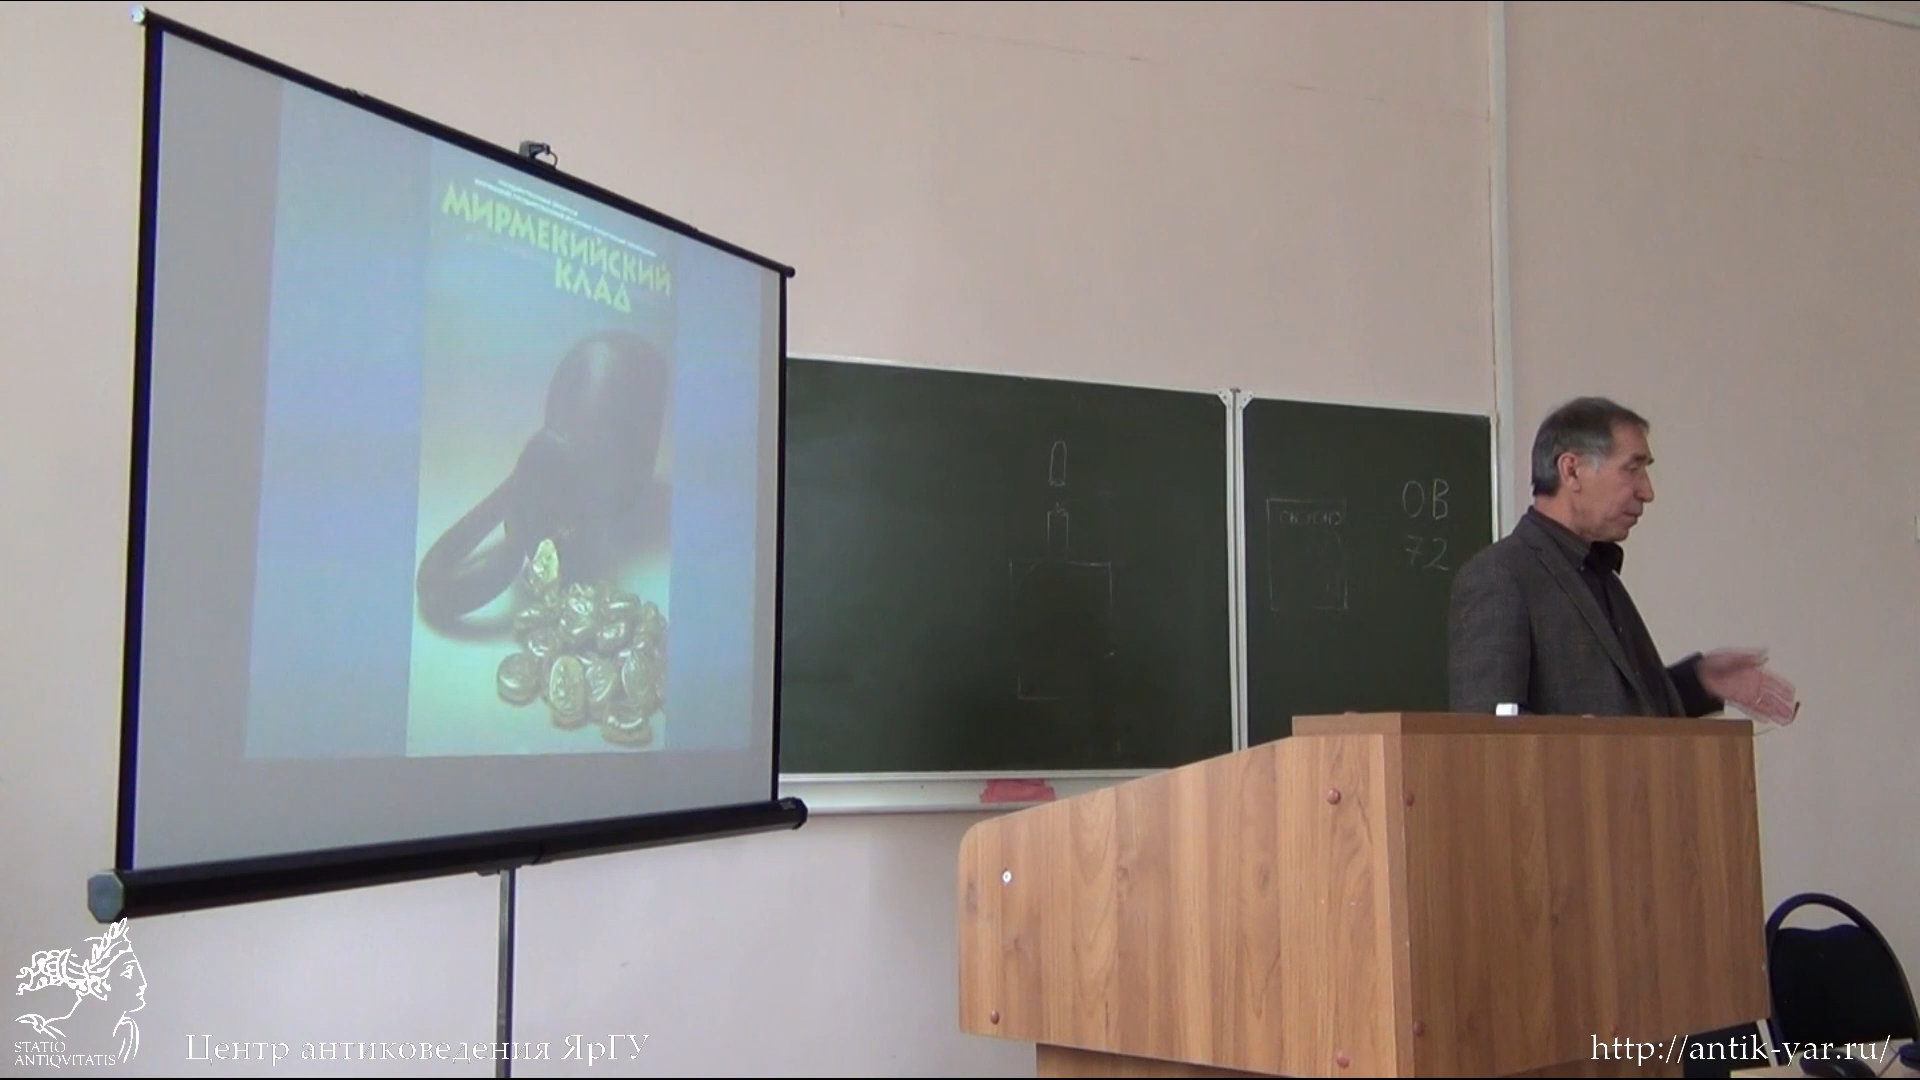 МИРМЕКИЙСКИЙ
КЛАД
ОВ
72
STATIO
ANTIQVITATIS
Центр антиковедения ЯрГУ
http://antik-yar.ru/